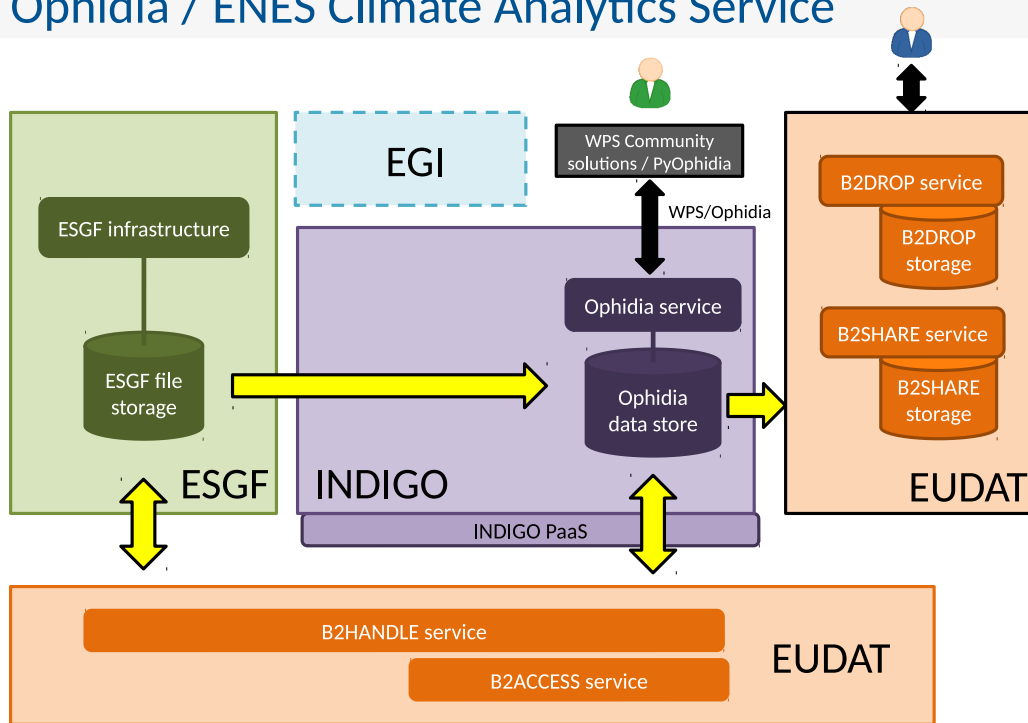 Ophidia / ENES Climate Analytics Service
EGI
WPS Community
solutions / PyOphidia
WPS/Ophidia
ESGF infrastructure
ESGF file
storage
ESGF
Ophidia service
Ophidia
data store
INDIGO
INDIGO PaaS
B2DROP service
B2DROP
storage
B2SHARE service
B2SHARE
storage
EUDAT
B2HANDLE service
B2ACCESS service
EUDAT